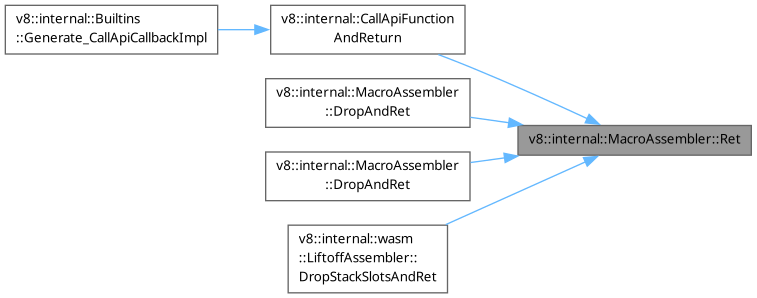 v8::internal::Builtins
::Generate_CallApiCallbackImpl
v8::internal::CallApiFunction
AndReturn
v8::internal::MacroAssembler
::DropAndRet
v8::internal::MacroAssembler::Ret
v8::internal::MacroAssembler
::DropAndRet
v8::internal::wasm
::LiftoffAssembler::
DropStackSlotsAndRet